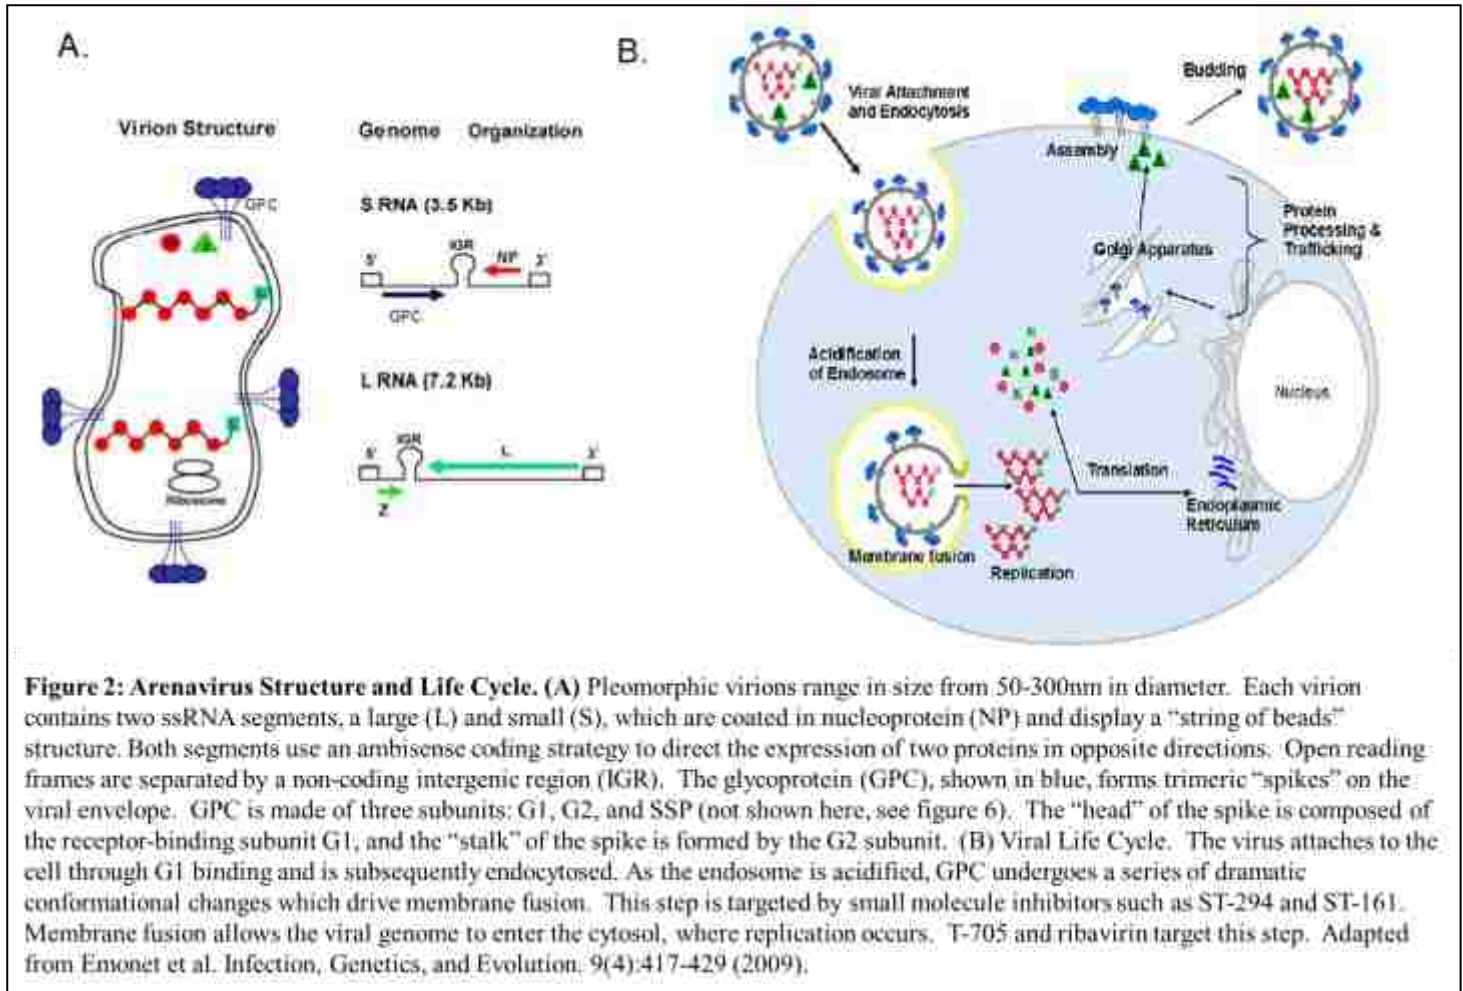 A.
Virion Structure
Genome Organization
GPC
S RNA (3.5 Kb)
5'
IGR
NP
3'
GPC
L RNA (7.2 Kb)
5'
IGR
L
3'
Z
Ribosome
B.
Viral Attachment
and Endocytosis
Budding
Assembly
Protein
Processing &
Trafficking
Golgi Apparatus
Acidification
of Endosome
Nucleus
Translation
Endoplasmic
Reticulum
Membrane fusion
Replication
Figure 2: Arenavirus Structure and Life Cycle. (A) Pleomorphic virions range in size from 50-300nm in diameter. Each virion
contains two ssRNA segments, a large (L) and small (S), which are coated in nucleoprotein (NP) and display a “string of beads”
structure. Both segments use an ambisense coding strategy to direct the expression of two proteins in opposite directions. Open reading
frames are separated by a non-coding intergenic region (IGR). The glycoprotein (GPC), shown in blue, forms trimeric “spikes” on the
viral envelope. GPC is made of three subunits: G1, G2, and SSP (not shown here, see figure 6). The “head” of the spike is composed of
the receptor-binding subunit G1, and the “stalk” of the spike is formed by the G2 subunit. (B) Viral Life Cycle. The virus attaches to the
cell through G1 binding and is subsequently endocytosed. As the endosome is acidified, GPC undergoes a series of dramatic
conformational changes which drive membrane fusion. This step is targeted by small molecule inhibitors such as ST-294 and ST-161.
Membrane fusion allows the viral genome to enter the cytosol, where replication occurs. T-705 and ribavirin target this step. Adapted
from Emonet et al. Infection, Genetics, and Evolution. 9(4):417-429 (2009).